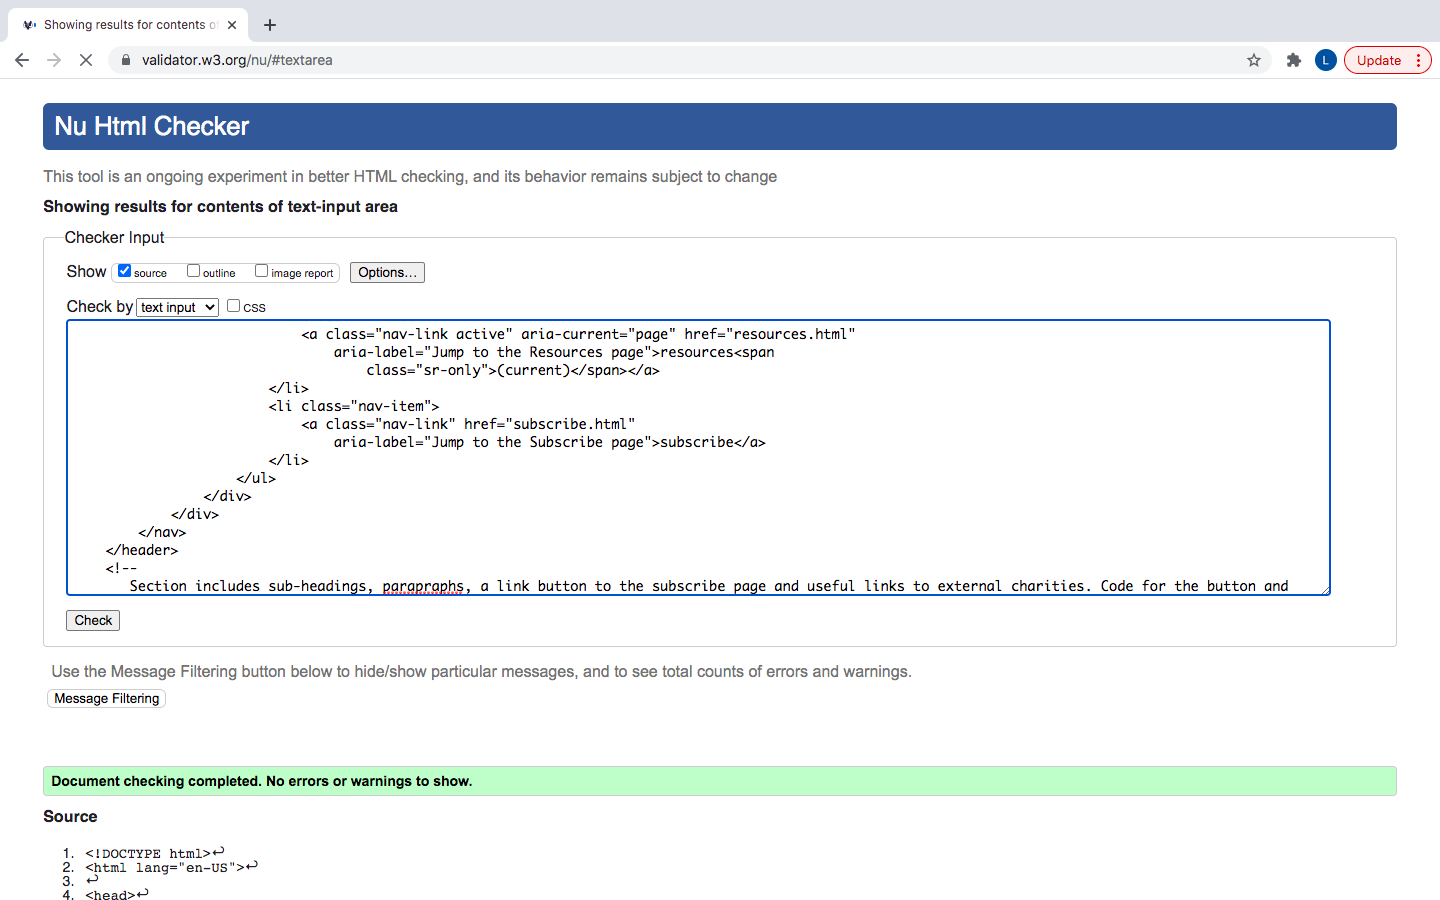 Showing results for contents o
validator.w3.org/nu/#textarea
L
Update
Nu Html Checker
This tool is an ongoing experiment in better HTML checking, and its behavior remains subject to change
Showing results for contents of text-input area
Checker Input
Show source outline image report Options...
Check by text input CSS
<a class="nav-link active" aria-current="page" href="resources.html"
aria-label="Jump to the Resources page">resources<span
class="sr-only">(current)</span></a>
</li>
<li class="nav-item">
<a class="nav-link" href="subscribe.html"
aria-label="Jump to the Subscribe page">subscribe</a>
</li>
</ul>
</div>
</div>
</nav>
</header>
<!--
Section includes sub-headings, parapraphs, a link button to the subscribe page and useful links to external charities. Code for the button and
Check
Use the Message Filtering button below to hide/show particular messages, and to see total counts of errors and warnings.
Message Filtering
Document checking completed. No errors or warnings to show.
Source
1. <!DOCTYPE html>↩
2. <html lang="en-US">↩
3. ↩
4. <head>↩